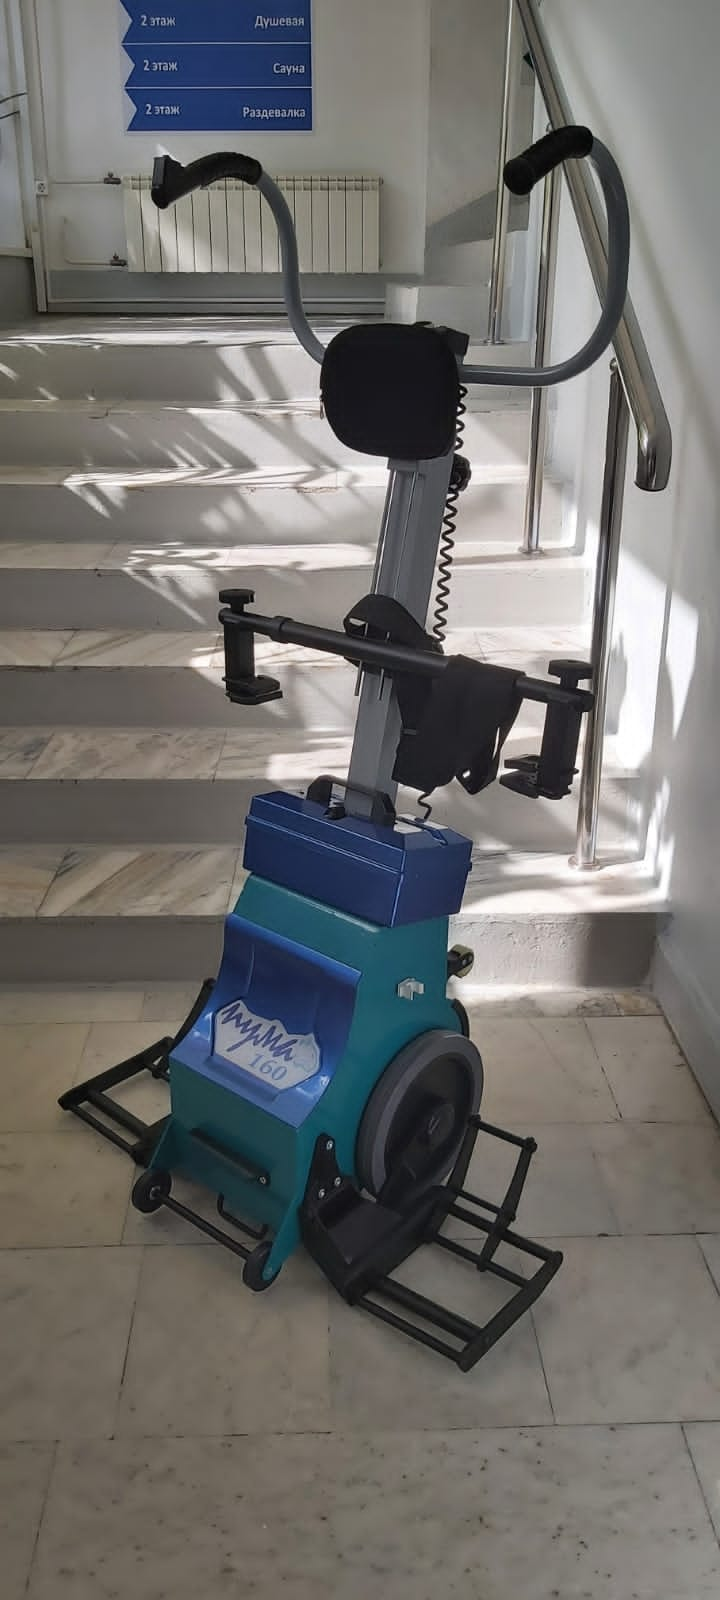 2 этаж Душевая
2 этаж Сауна
2 этаж Раздевалка
пума
160